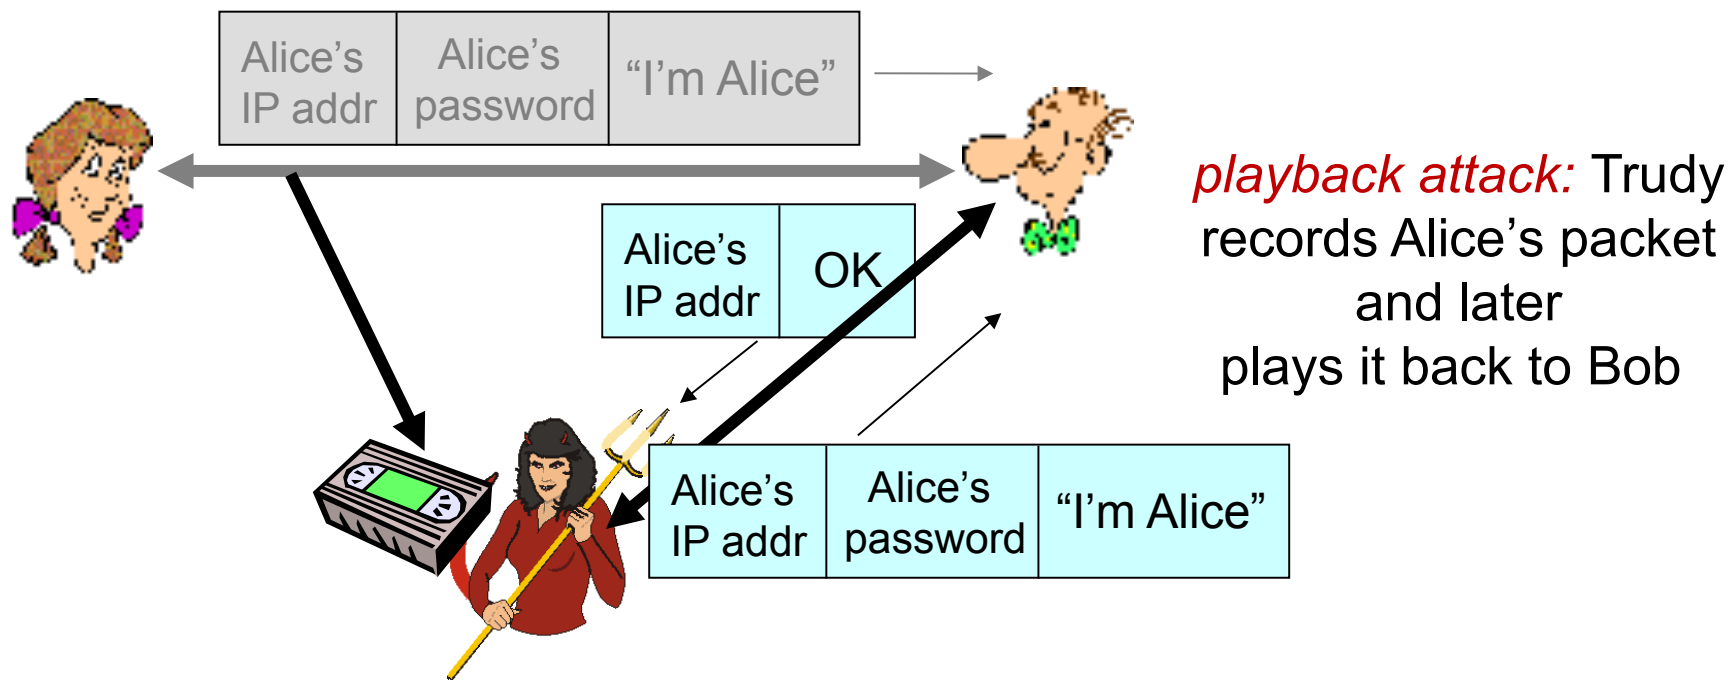 Alice’s
IP addr
Alice’s
password
“I’m Alice”
playback attack: Trudy
records Alice’s packet
and later
plays it back to Bob
Alice’s
IP addr
OK
Alice’s
IP addr
Alice’s
password
“I’m Alice”